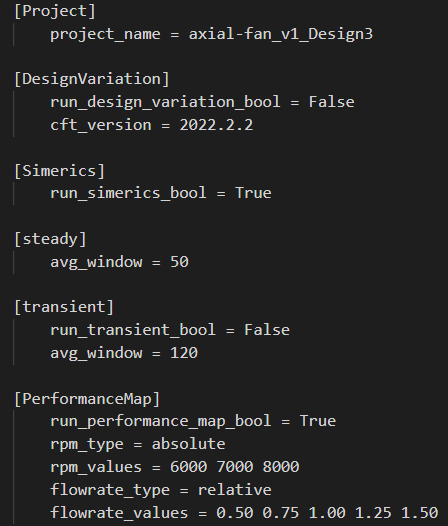 [Project]
project_name = axial-fan_v1_Design3
[DesignVariation]
run_design_variation_bool = False
cft_version = 2022.2.2
[Simerics]
run_simerics_bool = True
[steady]
avg_window = 50
[transient]
run_transient_bool = False
avg_window = 120
[PerformanceMap]
run_performance_map_bool = True
rpm_type = absolute
rpm_values = 6000 7000 8000
flowrate_type = relative
flowrate_values = 0.50 0.75 1.00 1.25 1.50